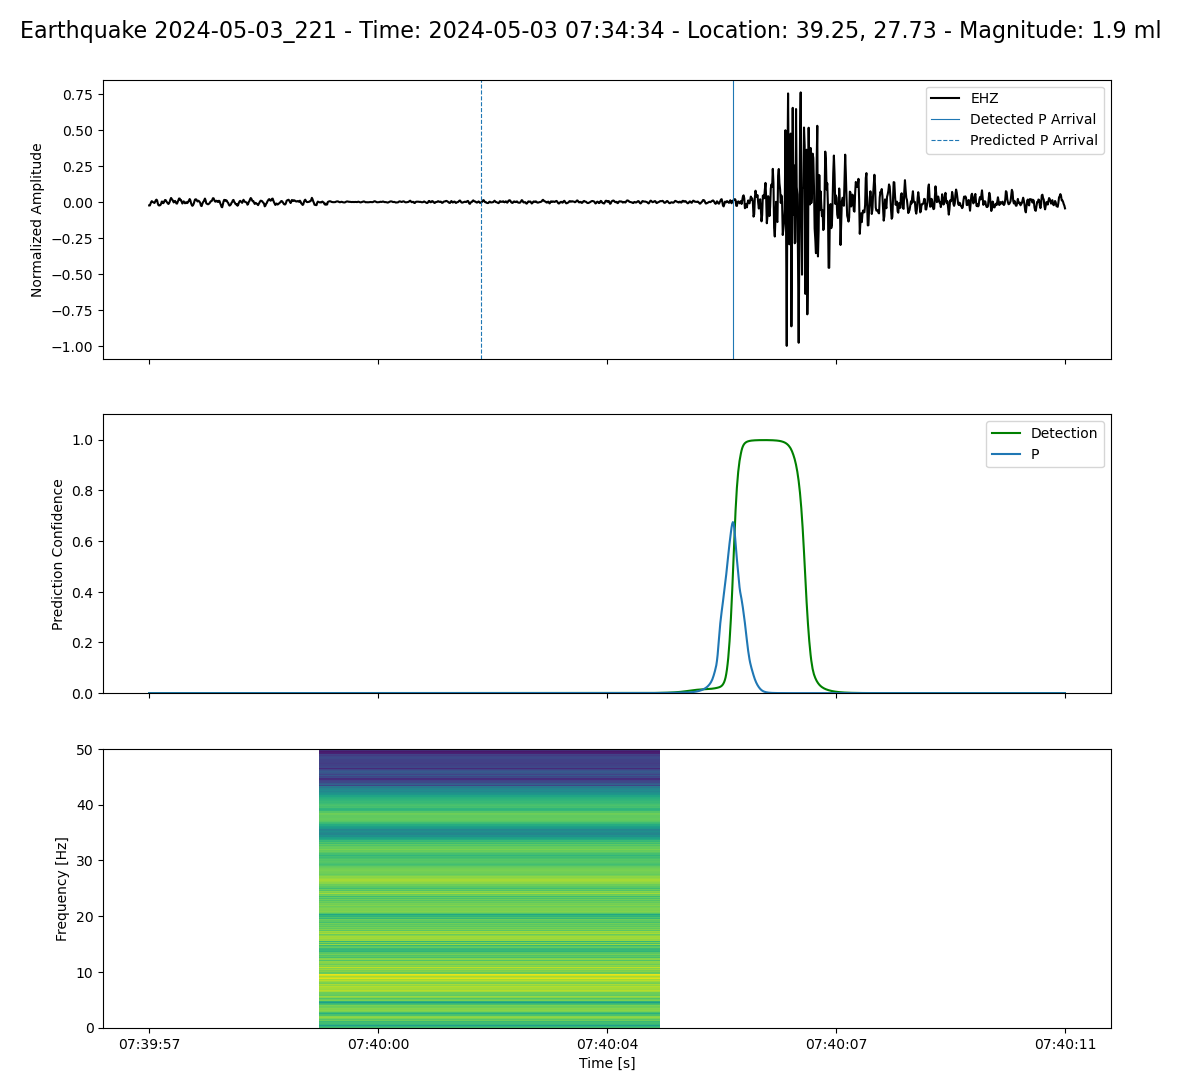 Earthquake 2024-05-03_221 - Time: 2024-05-03 07:34:34 - Location: 39.25, 27.73 - Magnitude: 1.9 ml
Normalized Amplitude
0.75
0.50
0.25
0.00
−0.25
−0.50
−0.75
−1.00
EHZ
Detected P Arrival
Predicted P Arrival
Prediction Confidence
1.0
0.8
0.6
0.4
0.2
0.0
Detection
P
Frequency [Hz]
50
40
30
20
10
0
07:39:57 07:40:00 07:40:04 07:40:07 07:40:11
Time [s]